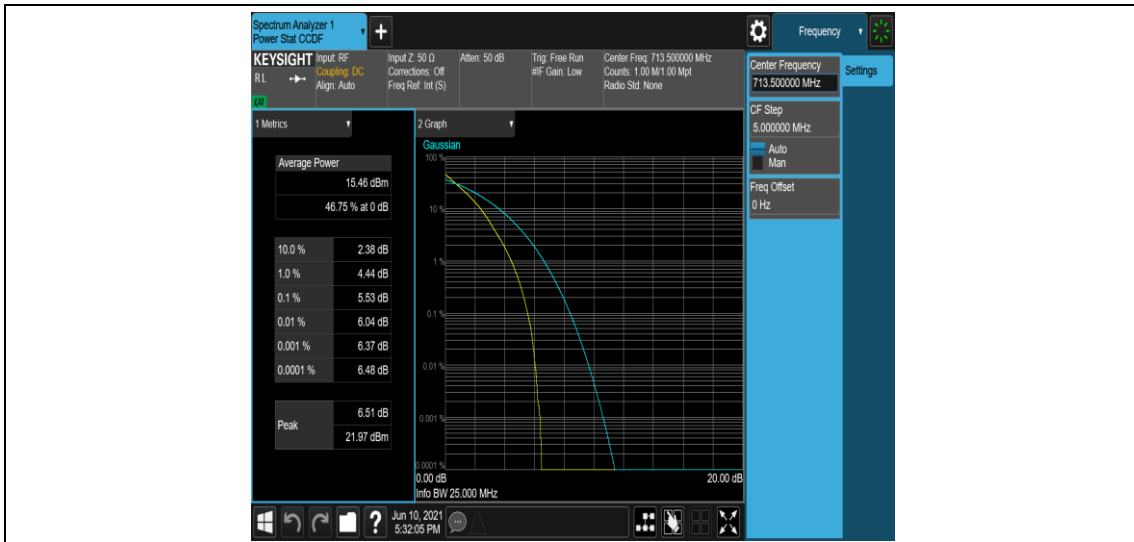 Spectrum Analyzer 1
Power Stat CCDF
+
Frequency
KEYSIGHT
RL
LXI
Input: RF
Coupling: DC
Align: Auto
Input Z: 50 Ω
Corrections: Off
Freq Ref: Int (S)
Atten: 50 dB
Trig: Free Run
#IF Gain: Low
Center Freq: 713.500000 MHz
Counts: 1.00 M/1.00 Mpt
Radio Std: None
Center Frequency
713.500000 MHz
Settings
CF Step
5.000000 MHz
Auto
Man
Freq Offset
0 Hz
1 Metrics
Average Power
15.46 dBm
46.75 % at 0 dB
10.0 % 2.38 dB
1.0 % 4.44 dB
0.1 % 5.53 dB
0.01 % 6.04 dB
0.001 % 6.37 dB
0.0001 % 6.48 dB
Peak
6.51 dB
21.97 dBm
2 Graph
Gaussian
100 %
10 %
1 %
0.1 %
0.01 %
0.001 %
0.0001 %
0.00 dB
20.00 dB
Info BW 25.000 MHz
?
Jun 10, 2021
5:32:05 PM